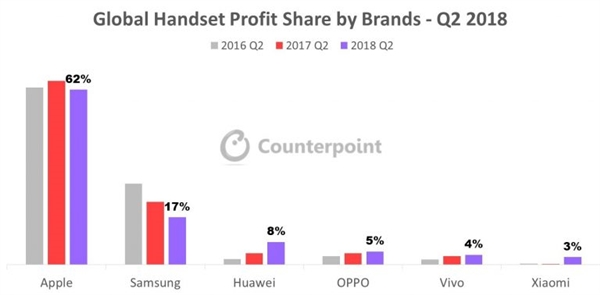 Global Handset Profit Share by Brands - Q2 2018
2016 Q2 2017 Q2 2018 Q2
62%
17%
8%
5%
4%
3%
Counterpoint
Apple Samsung Huawei OPPO Vivo Xiaomi